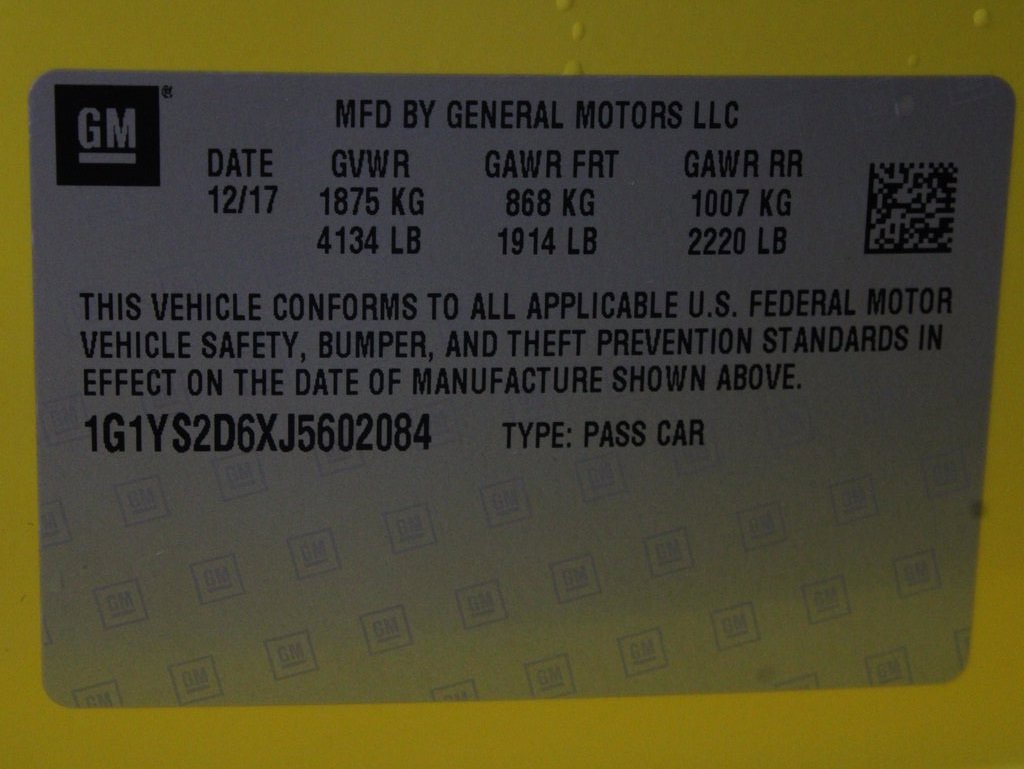 GM®
MFD BY GENERAL MOTORS LLC
DATE GVWR GAWR FRT GAWR RR
12/17 1875 KG 868 KG 1007 KG
4134 LB 1914 LB 2220 LB
THIS VEHICLE CONFORMS TO ALL APPLICABLE U.S. FEDERAL MOTOR
VEHICLE SAFETY, BUMPER, AND THEFT PREVENTION STANDARDS IN
EFFECT ON THE DATE OF MANUFACTURE SHOWN ABOVE.
1G1YS2D6XJ5602084 TYPE: PASS CAR